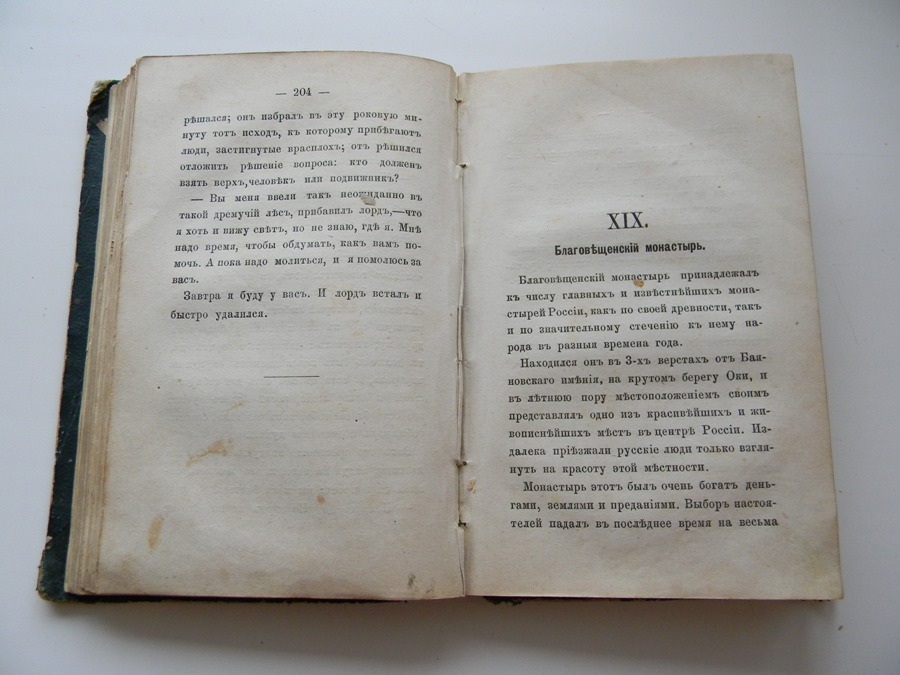 — 204 —
рѣшался; онъ избралъ въ эту роковую ми-
нуту тотъ исходъ, къ которому прибѣгаютъ
люди, застигнутые врасплохъ; отъ рѣшился
отложить рѣшеніе вопроса: кто долженъ
взять верхъ,человѣкъ или подвижникъ?
— Вы меня ввели такъ неожиданно въ
такой дремучій лѣсъ, прибавилъ лордъ,—что
я хоть и вижу свѣтъ, но не знаю, гдѣ я. Мнѣ
надо время, чтобы обдумать, какъ вамъ по-
мочь. А пока надо молиться, и я помолюсь за
васъ.
Завтра я буду у васъ. И лордъ всталъ и
быстро удалился.
XIX.
Благовѣщенскій монастырь.
Благовѣщенскій монастырь принадлежалъ
къ числу главныхъ и извѣстнѣйшихъ мона-
стырей Россіи, какъ по своей древности, такъ
и по значительному стеченію къ нему на-
рода въ разныя времена года.
Находился онъ въ 3-хъ верстахъ отъ Бая-
новскаго имѣнія, на крутомъ берегу Оки, и
въ лѣтнюю пору мѣстоположеніемъ своимъ
представлялъ одно изъ красивѣйшихъ и жи-
вописнѣйшихъ мѣстъ въ центрѣ Россіи. Из-
далека пріѣзжали русскіе люди только взгля-
нуть на красоту этой мѣстности.
Монастырь этотъ былъ очень богатъ день-
гами, землями и преданіями. Выборъ настоя-
телей падалъ въ послѣднее время на весьма